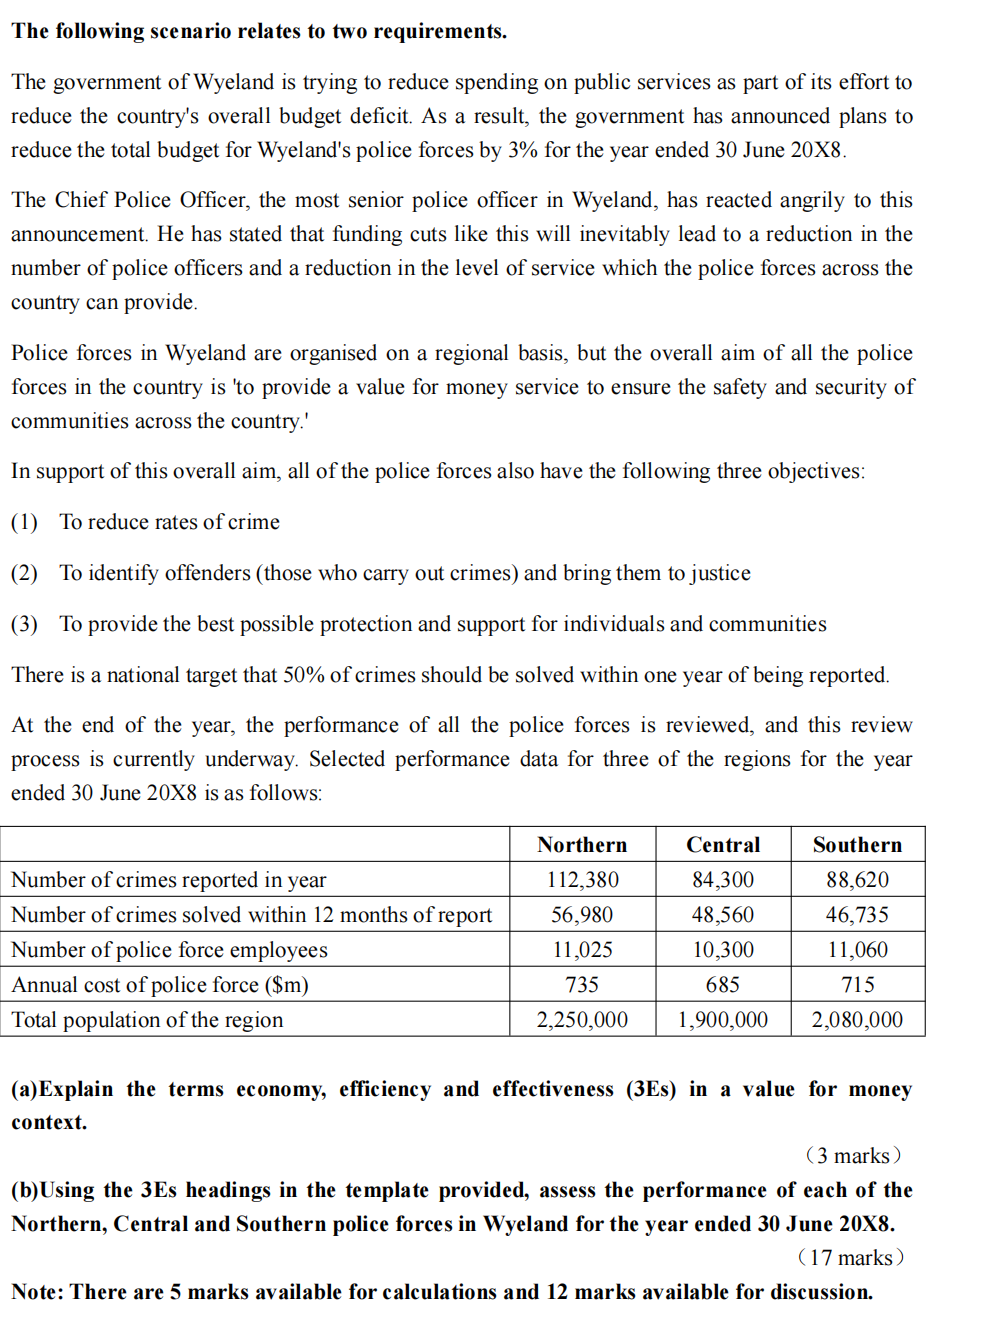 The following scenario relates to two requirements.
The government of Wyeland is trying to reduce spending on public services as part of its effort to
reduce the country's overall budget deficit. As a result, the government has announced plans to
reduce the total budget for Wyeland's police forces by 3% for the year ended 30 June 20X8.
The Chief Police Officer, the most senior police officer in Wyeland, has reacted angrily to this
announcement. He has stated that funding cuts like this will inevitably lead to a reduction in the
number of police officers and a reduction in the level of service which the police forces across the
country can provide.
Police forces in Wyeland are organised on a regional basis, but the overall aim of all the police
forces in the country is 'to provide a value for money service to ensure the safety and security of
communities across the country.'
In support of this overall aim, all of the police forces also have the following three objectives:
(1) To reduce rates of crime
(2) To identify offenders (those who carry out crimes) and bring them to justice
(3) To provide the best possible protection and support for individuals and communities
There is a national target that 50% of crimes should be solved within one year of being reported.
At the end of the year, the performance of all the police forces is reviewed, and this review
process is currently underway. Selected performance data for three of the regions for the year
ended 30 June 20X8 is as follows:
Northern Central Southern
Number of crimes reported in year 112,380 84,300 88,620
Number of crimes solved within 12 months of report 56,980 48,560 46,735
Number of police force employees 11,025 10,300 11,060
Annual cost of police force ($m) 735 685 715
Total population of the region 2,250,000 1,900,000 2,080,000
(a)Explain the terms economy, efficiency and effectiveness (3Es) in a value for money
context.
（3 marks）
(b)Using the 3Es headings in the template provided, assess the performance of each of the
Northern, Central and Southern police forces in Wyeland for the year ended 30 June 20X8.
（17 marks）
Note: There are 5 marks available for calculations and 12 marks available for discussion.